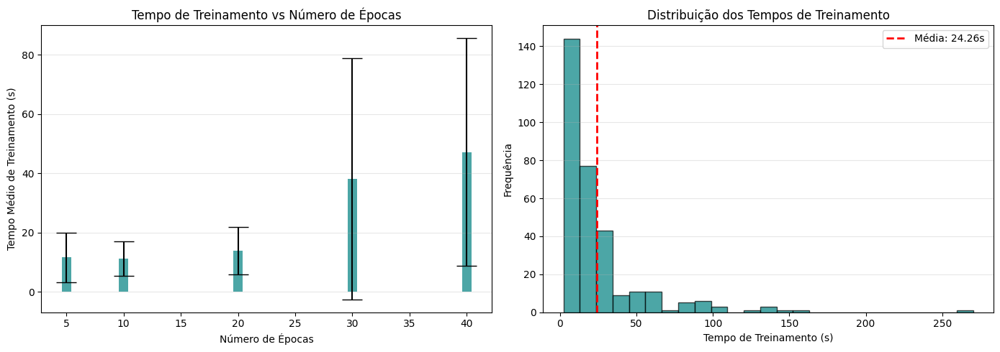 Tempo de Treinamento vs Número de Épocas
Tempo Médio de Treinamento (s)
80
60
40
20
0
5 10 15 20 25 30 35 40
Número de Épocas
Distribuição dos Tempos de Treinamento
Média: 24.26s
Frequência
140
120
100
80
60
40
20
0
0 50 100 150 200 250
Tempo de Treinamento (s)